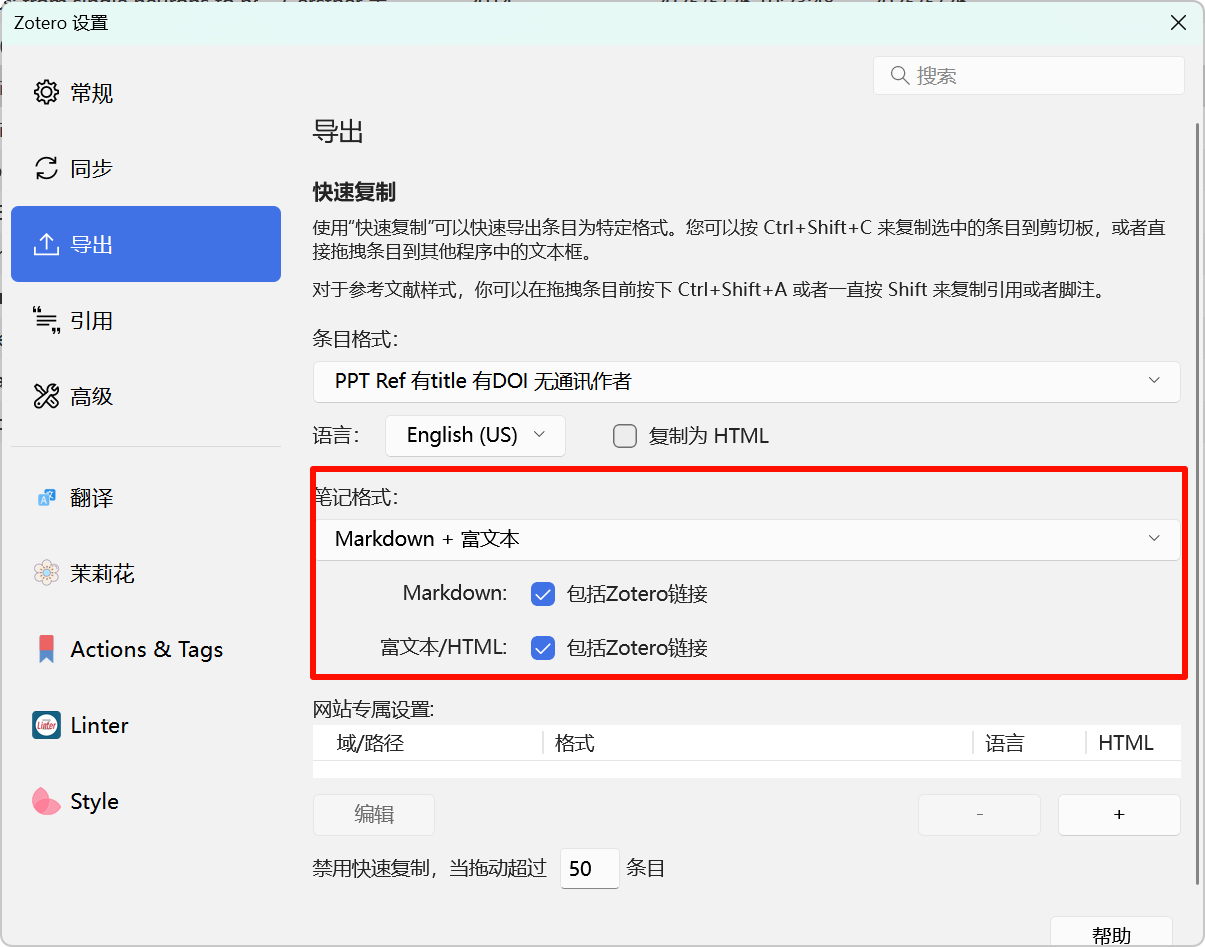 Zotero 设置
搜索
常规
同步
导出
引用
高级
翻译
茉莉花
Actions & Tags
Linter
Style
导出
快速复制
使用“快速复制”可以快速导出条目为特定格式。您可以按 Ctrl+Shift+C 来复制选中的条目到剪切板，或者直
接拖拽条目到其他程序中的文本框。
对于参考文献样式，你可以在拖拽条目前按下 Ctrl+Shift+A 或者一直按 Shift 来复制引用或者脚注。
条目格式：
PPT Ref 有title 有DOI 无通讯作者
语言： English (US) 复制为 HTML
笔记格式：
Markdown + 富文本
Markdown: 包括Zotero链接
富文本/HTML: 包括Zotero链接
网站专属设置:
域/路径 格式 语言 HTML
编辑 - +
禁用快速复制，当拖动超过 50 条目
帮助